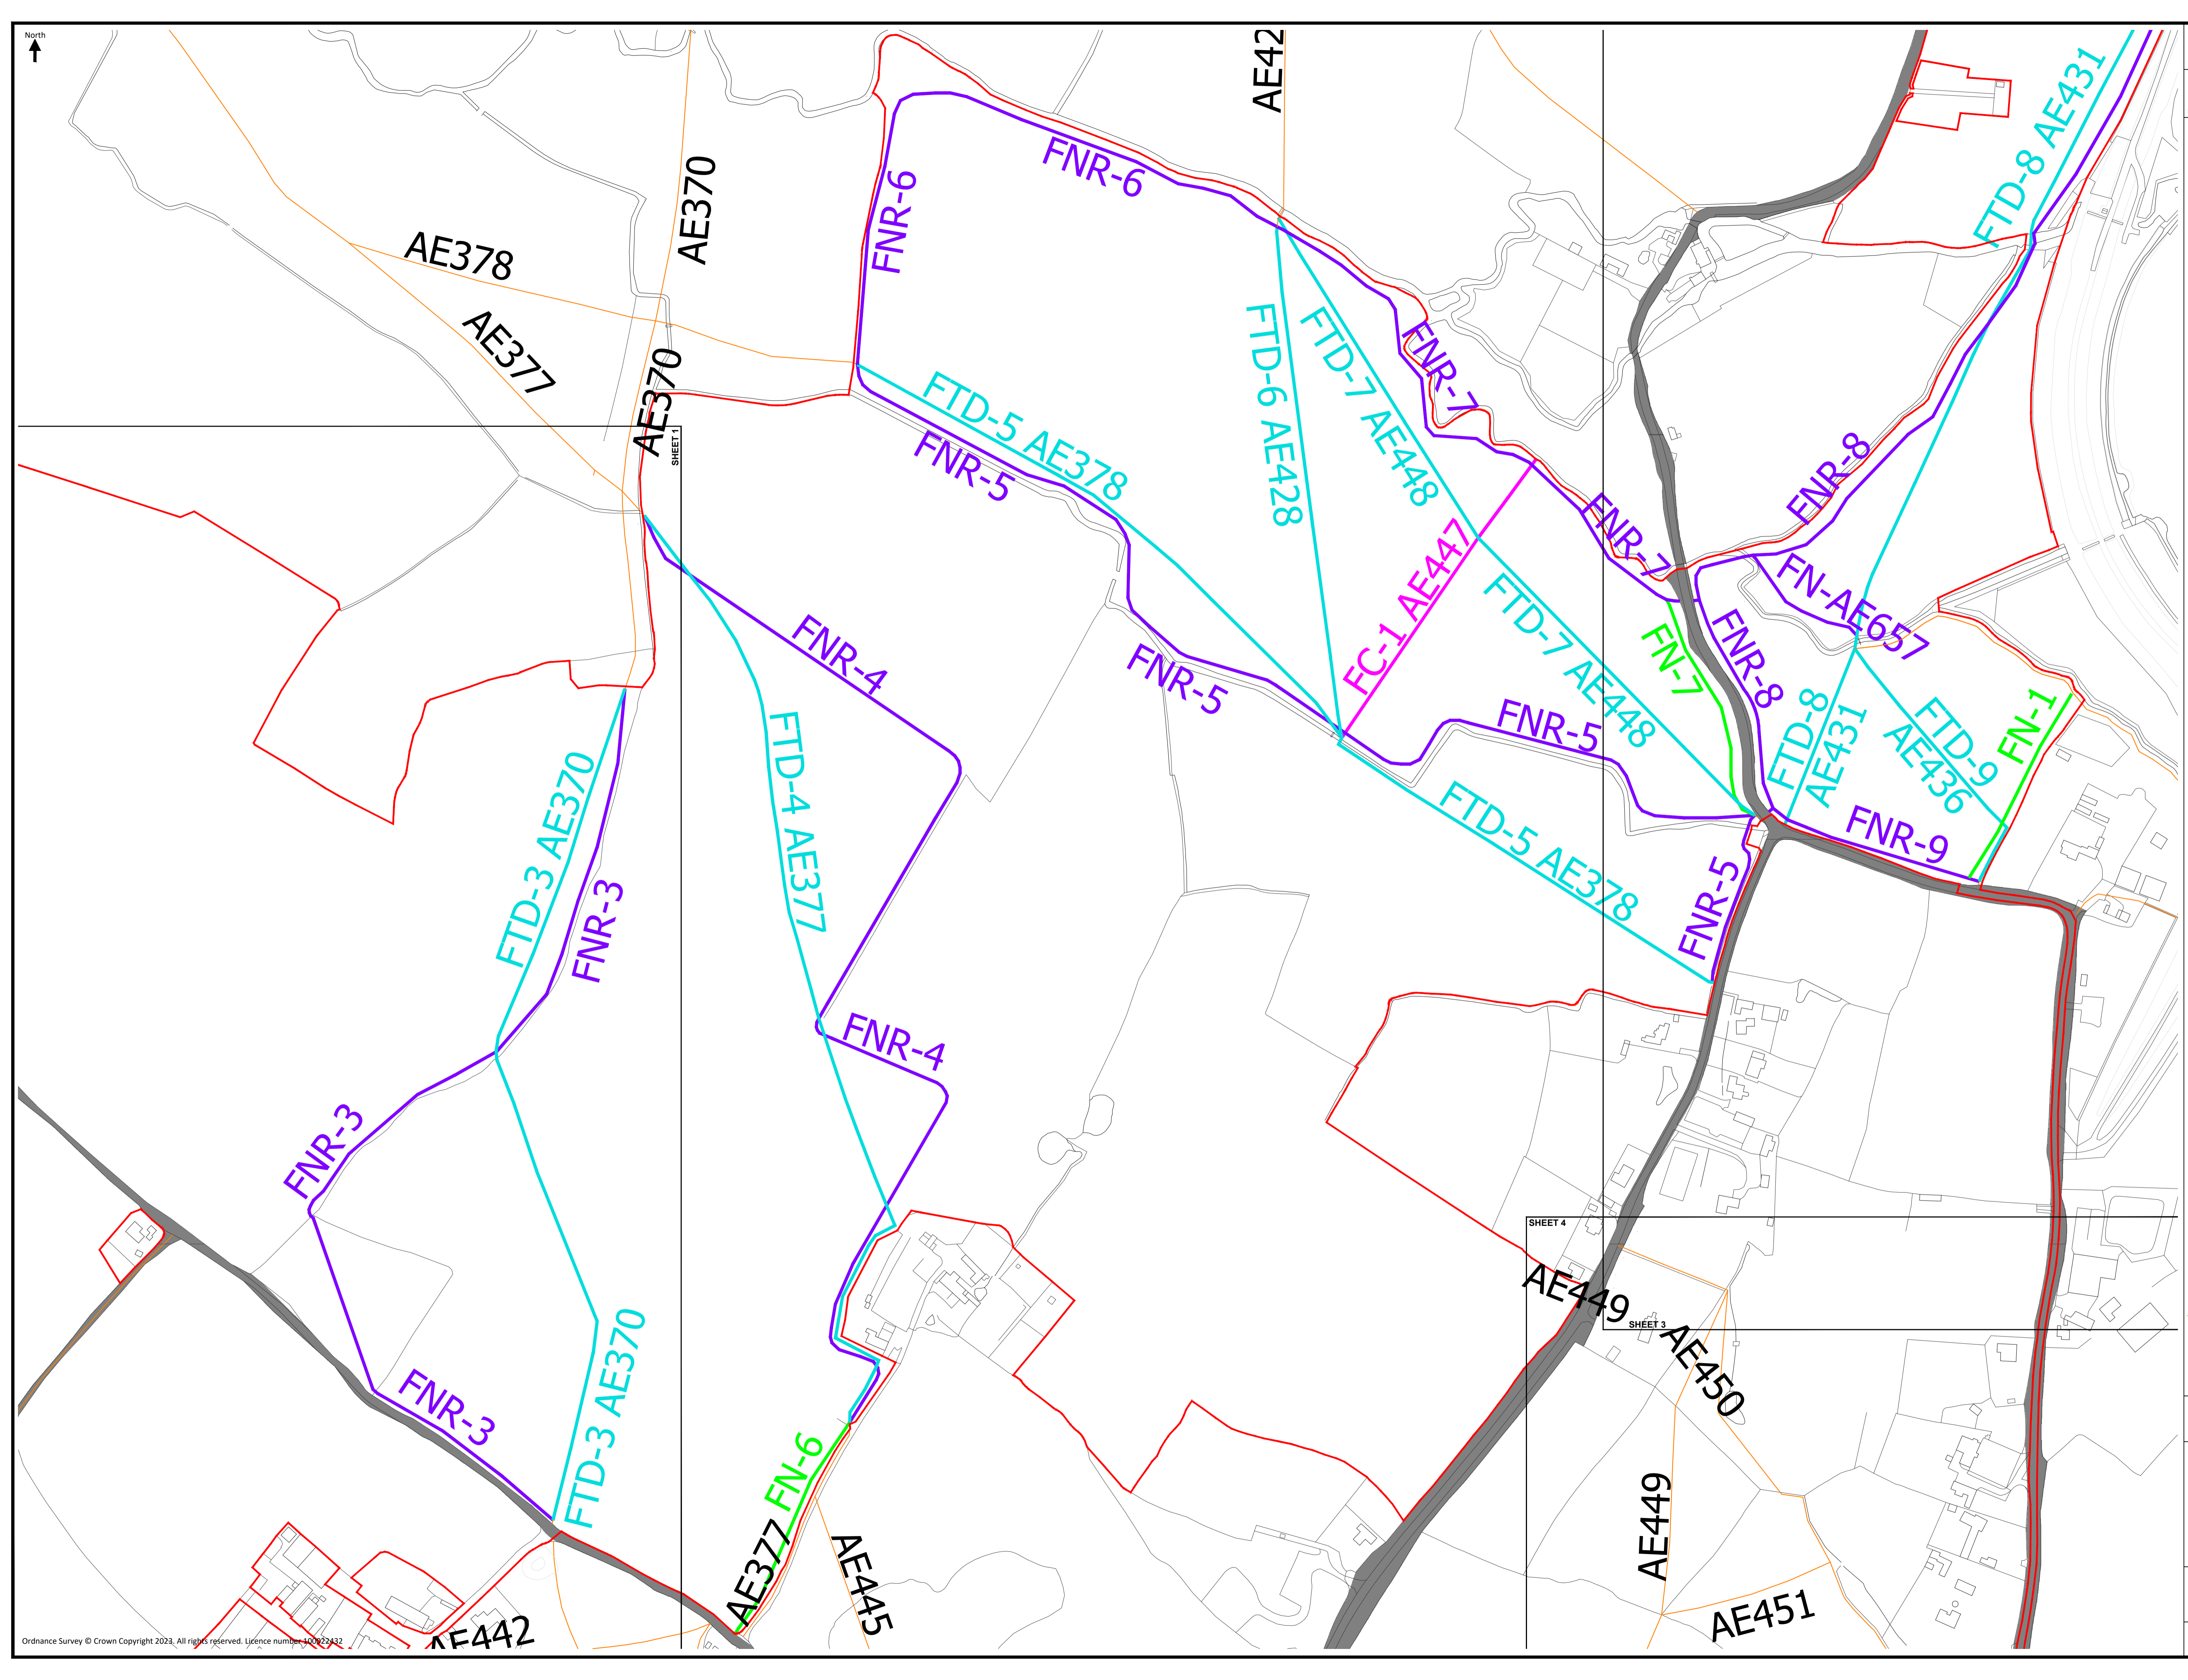 North
AE42
FTD-8 AE431
FNR-6
AE370
FNR-6
AE378
AE377
FTD-6 AE428
FTD-7 AE448
FNR-7
AE370
SHEET 1
FTD-5 AE378
FNR-5
FNR-8
FNR-7
EC-1 AE447
FTD-7 AE448
FN-AE657
FNR-4
FN-7
FNR-8
FNR-5
FNR-5
FTD-8
AE431
FTD-9
AE436
FN-1
FTD-3 AE370
FTD-4 AE377
FNR-3
FTD-5 AE378
FNR-9
FNR-5
FNR-4
FNR-3
SHEET 4
AE449
SHEET 3
AE450
FNR-3
FTD-3 AE370
FN-6
AE377
AE445
AE449
AE451
AE442
Ordnance Survey © Crown Copyright 2023. All rights reserved. Licence number 100022432